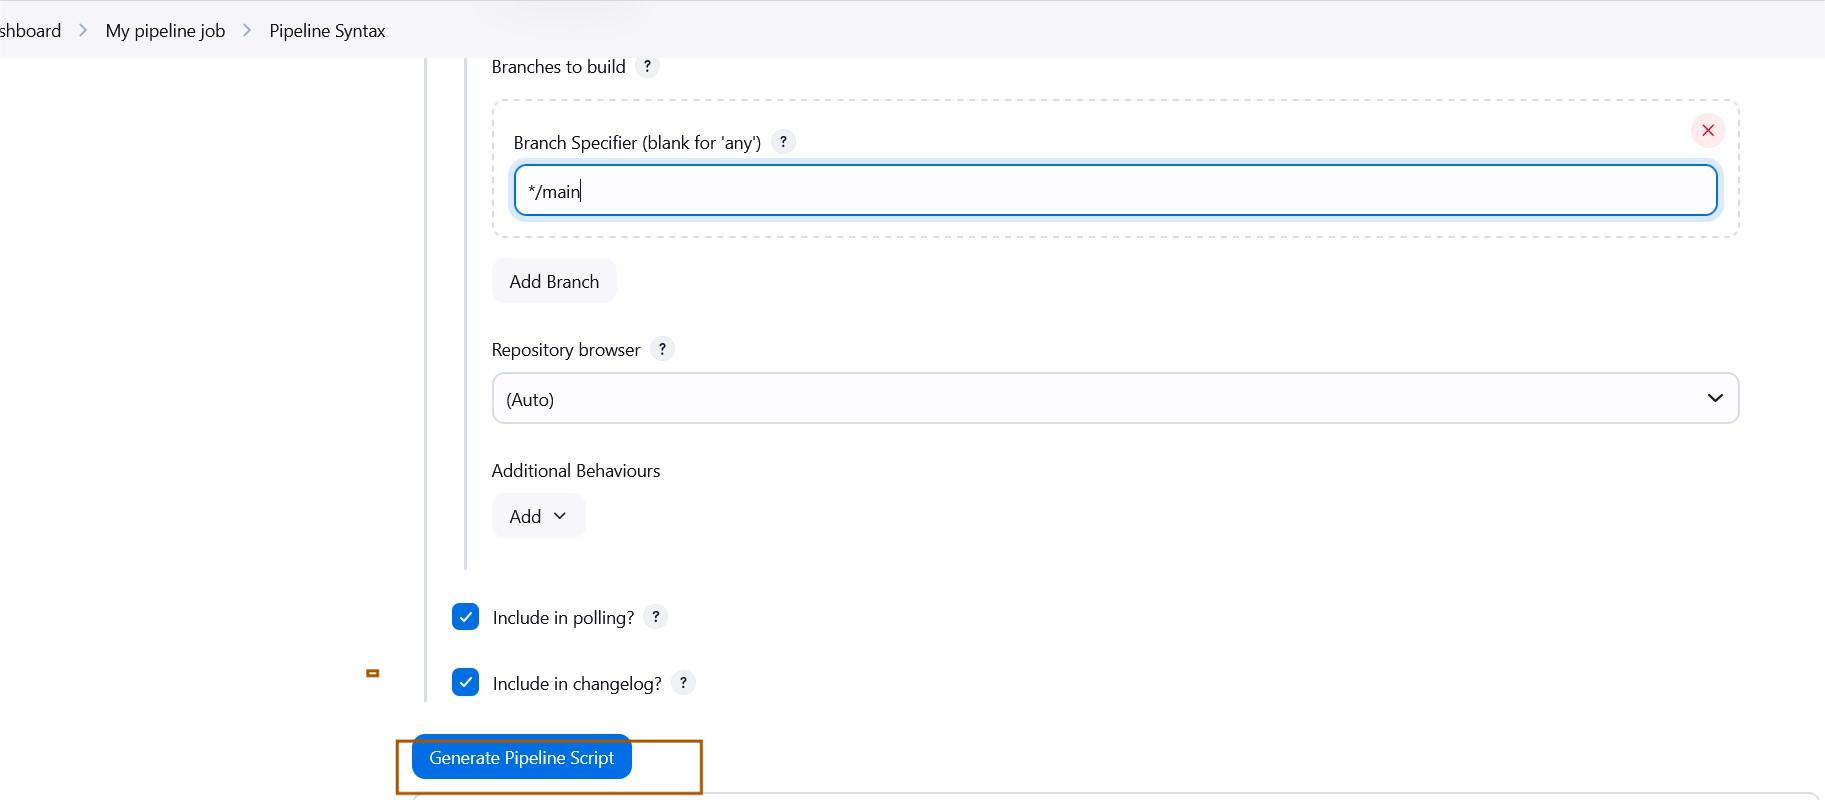 shboard > My pipeline job > Pipeline Syntax
Branches to build ?
Branch Specifier (blank for 'any') ?
*/main
Add Branch
Repository browser ?
(Auto)
Additional Behaviours
Add
Include in polling? ?
Include in changelog? ?
Generate Pipeline Script